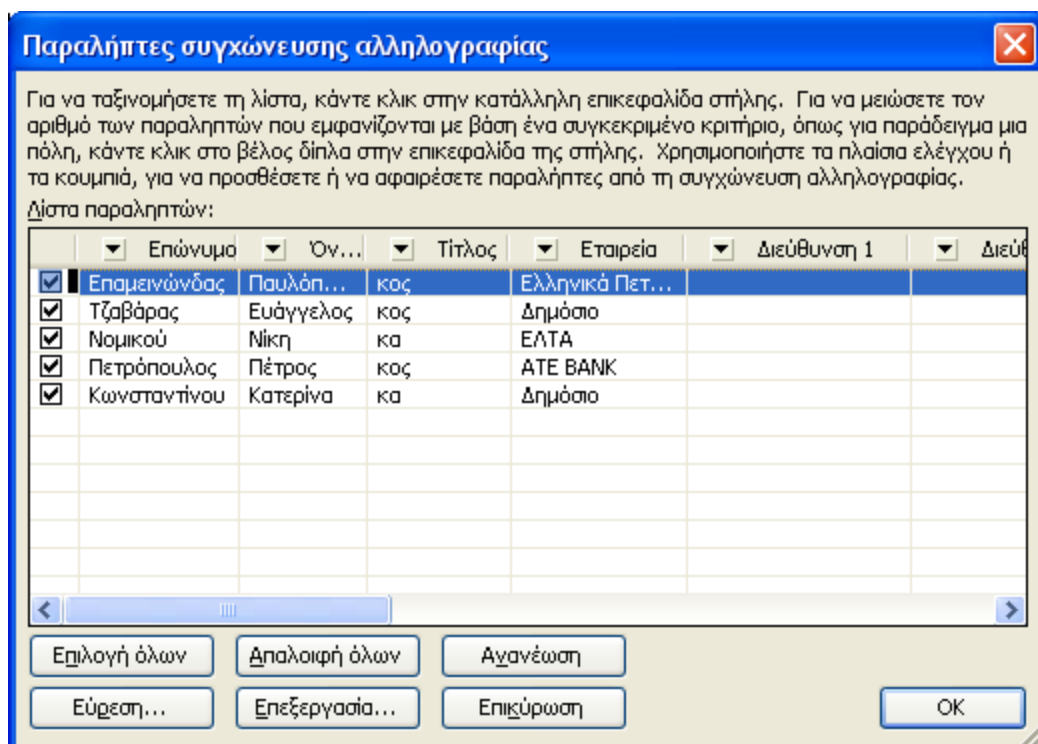 Παραλήπτες συγχώνευσης αλληλογραφίας
Για να ταξινομήσετε τη λίστα, κάντε κλικ στην κατάλληλη επικεφαλίδα στήλης. Για να μειώσετε τον
αριθμό των παραληπτών που εμφανίζονται με βάση ένα συγκεκριμένο κριτήριο, όπως για παράδειγμα μια
πόλη, κάντε κλικ στο βέλος δίπλα στην επικεφαλίδα της στήλης. Χρησιμοποιήστε τα πλαίσια ελέγχου ή
τα κουμπιά, για να προσθέσετε ή να αφαιρέσετε παραλήπτες από τη συγχώνευση αλληλογραφίας.
Λίστα παραληπτών:
Επώνυμο Όν... Τίτλος Εταιρεία Διεύθυνση 1 Διεύθ
Επαμεινώνδας Παυλόπ... κος Ελληνικά Πετ...
Τζαβάρας Ευάγγελος κος Δημόσιο
Νομικού Νίκη κα ΕΛΤΑ
Πετρόπουλος Πέτρος κος ATE BANK
Κωνσταντίνου Κατερίνα κα Δημόσιο
Επιλογή όλων Απαλοιφή όλων Ανανέωση
Εύρεση... Επεξεργασία... Επικύρωση OK